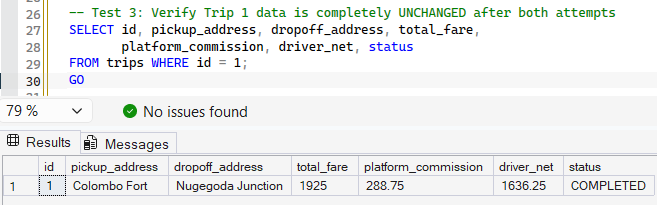 26 -- Test 3: Verify Trip 1 data is completely UNCHANGED after both attempts
27 SELECT id, pickup_address, dropoff_address, total_fare,
28 platform_commission, driver_net, status
29 FROM trips WHERE id = 1;
30 GO
79 % No issues found
Results Messages
id pickup_address dropoff_address total_fare platform_commission driver_net status
1 1 Colombo Fort Nugegoda Junction 1925 288.75 1636.25 COMPLETED